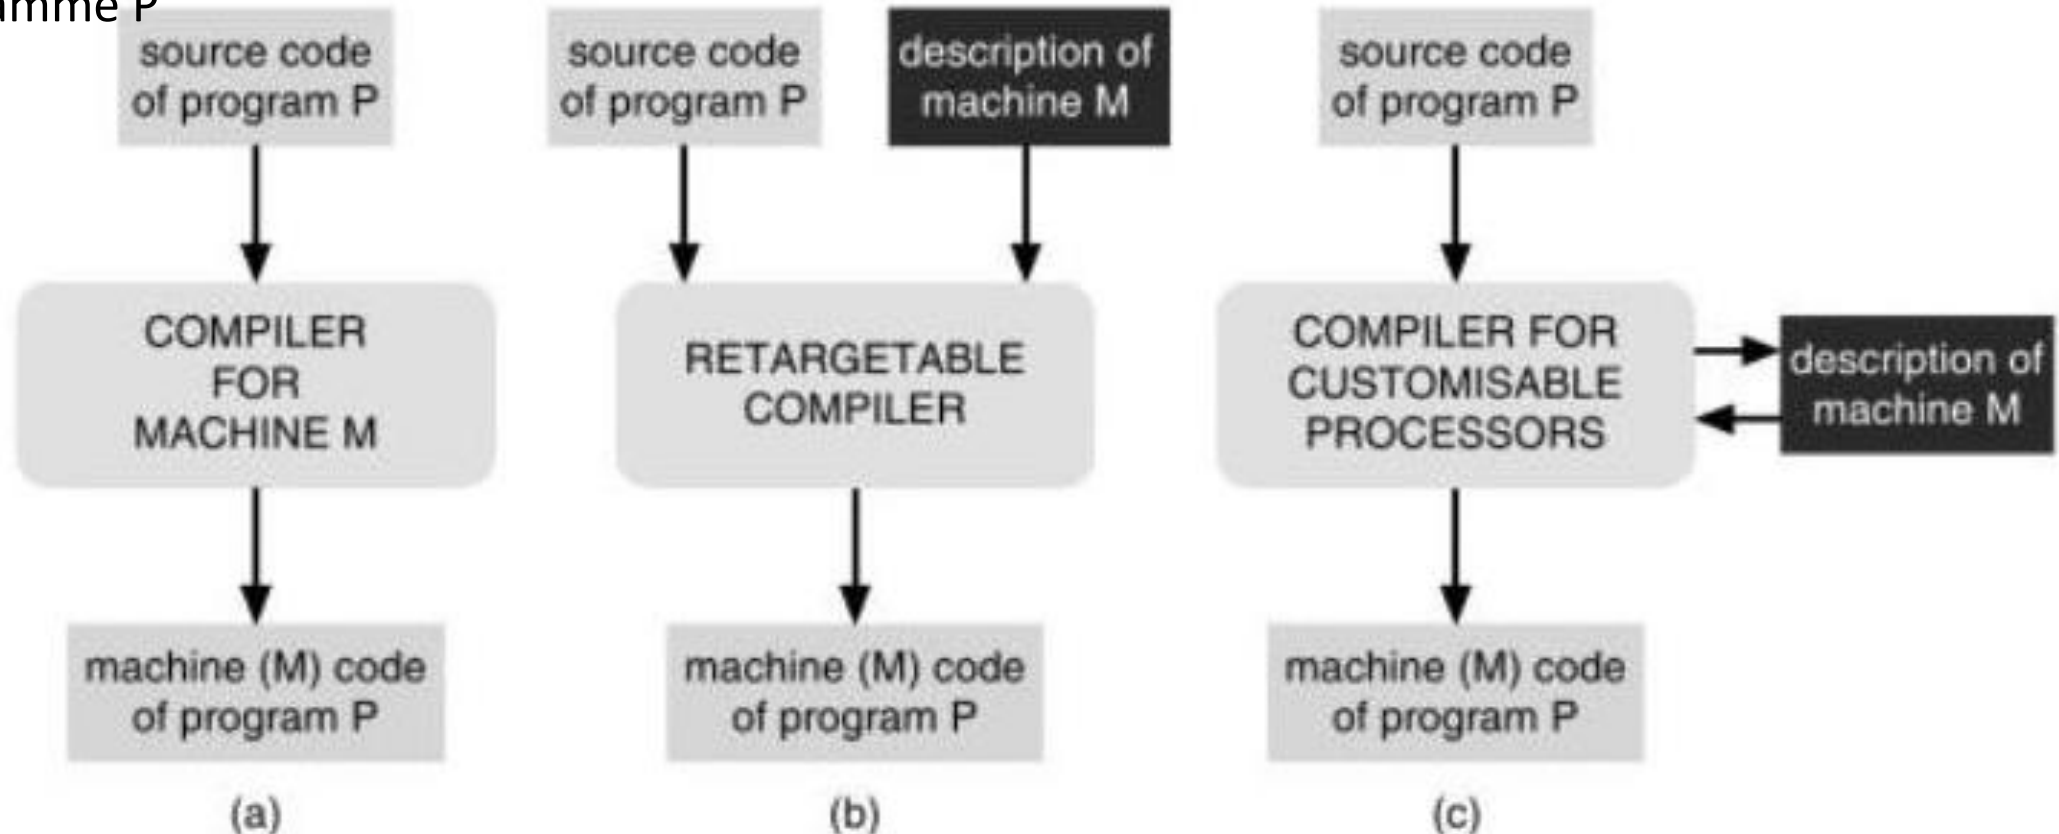 amme P
source code
of program P
COMPILER
FOR
MACHINE M
machine (M) code
of program P
(a)
source code
of program P
description of
machine M
RETARGETABLE
COMPILER
machine (M) code
of program P
(b)
source code
of program P
COMPILER FOR
CUSTOMISABLE
PROCESSORS
description of
machine M
machine (M) code
of program P
(c)